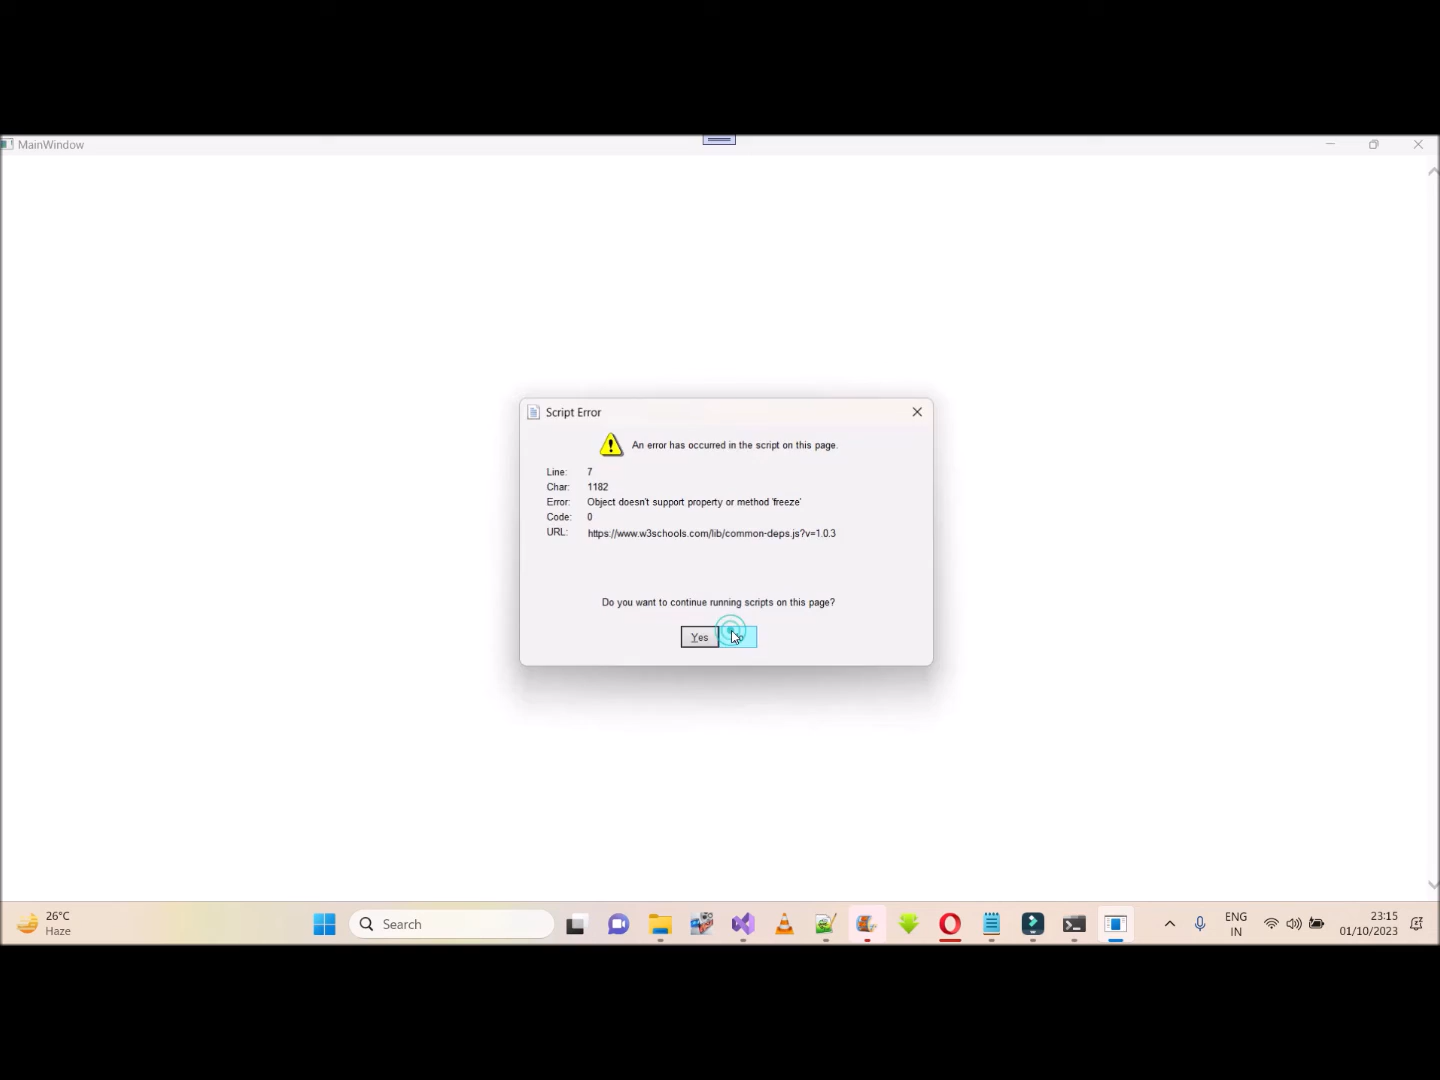 MainWindow
Script Error
An error has occurred in the script on this page.
Line: 7
Char: 1182
Error: Object doesn't support property or method 'freeze'
Code: 0
URL: https://www.w3schools.com/lib/common-deps.js?v=1.0.3
Do you want to continue running scripts on this page?
Yes
26°C
Haze
Search
ENG
IN
23:15
01/10/2023